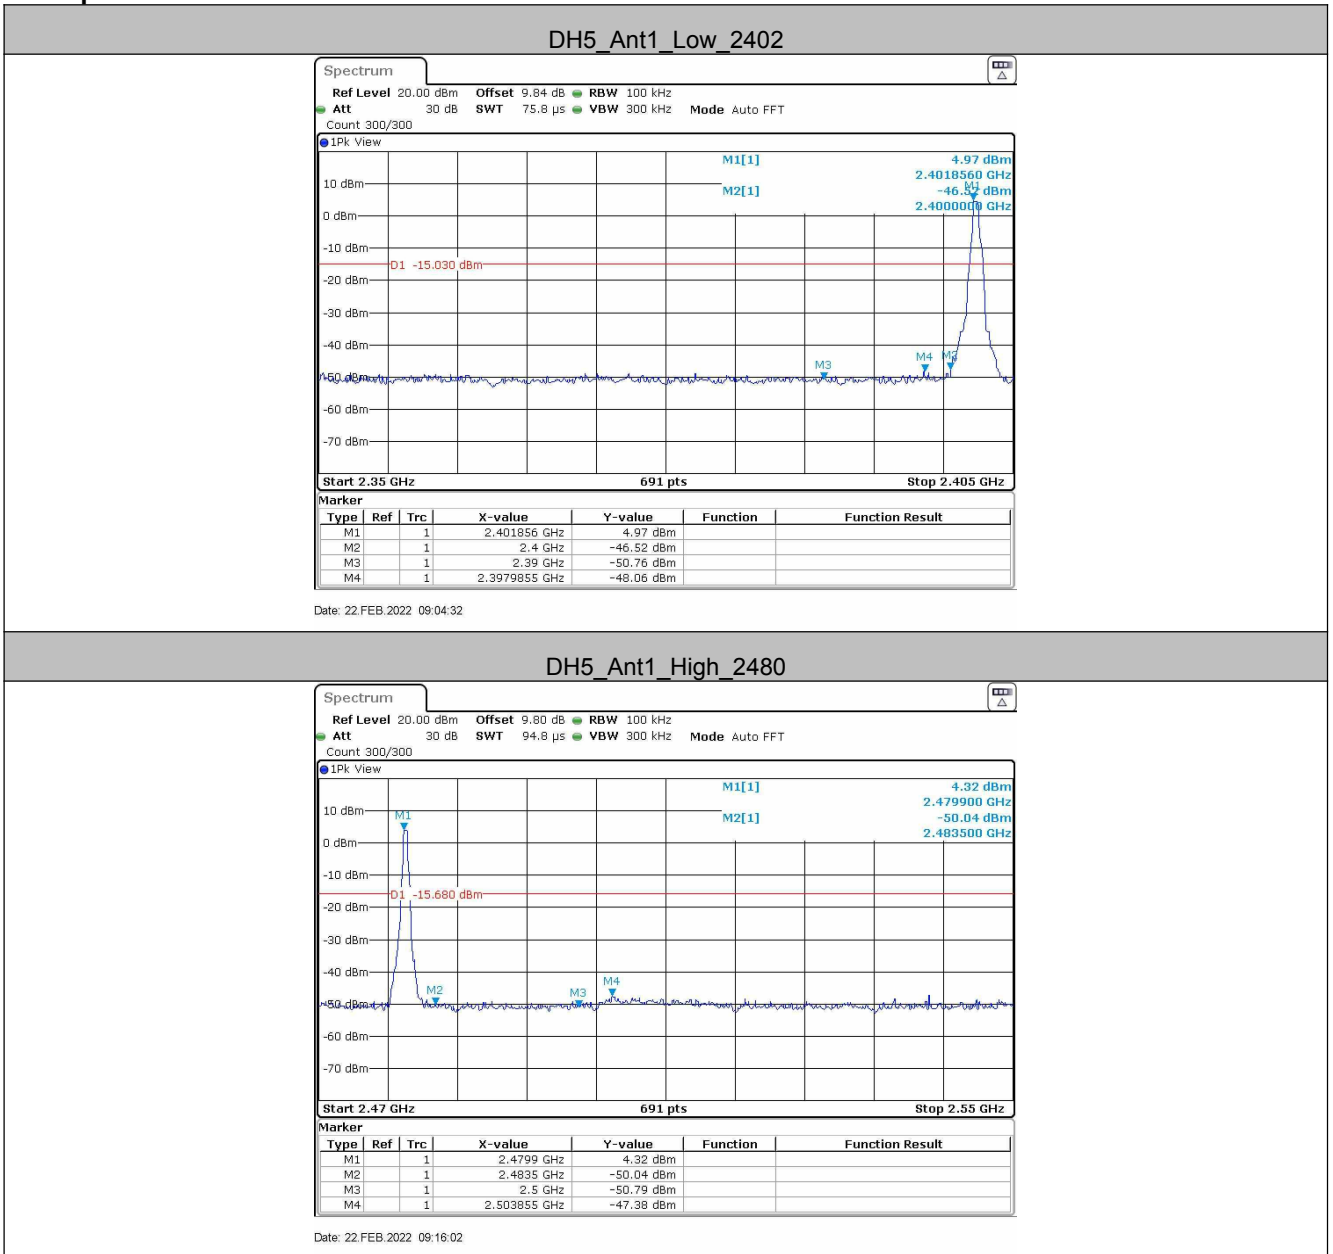 DH5_Ant1_Low_2402
Spectrum
Ref Level 20.00 dBm Offset 9.84 dB RBW 100 kHz
Att 30 dB SWT 75.8 µs VBW 300 kHz Mode Auto FFT
Count 300/300
1Pk View
M1[1] 4.97 dBm
2.4018560 GHz
M2[1] -46.52 dBm
2.4000000 GHz
M1
10 dBm
0 dBm
-10 dBm
D1 -15.030 dBm
-20 dBm
-30 dBm
-40 dBm
M3 M4 M2
-50 dBm
-60 dBm
-70 dBm
Start 2.35 GHz 691 pts Stop 2.405 GHz
Marker
Type Ref Trc X-value Y-value Function Function Result
M1 1 2.401856 GHz 4.97 dBm
M2 1 2.4 GHz -46.52 dBm
M3 1 2.39 GHz -50.76 dBm
M4 1 2.3979855 GHz -48.06 dBm
Date: 22.FEB.2022 09:04:32
DH5_Ant1_High_2480
Spectrum
Ref Level 20.00 dBm Offset 9.80 dB RBW 100 kHz
Att 30 dB SWT 94.8 µs VBW 300 kHz Mode Auto FFT
Count 300/300
1Pk View
M1[1] 4.32 dBm
2.479900 GHz
M2[1] -50.04 dBm
2.483500 GHz
10 dBm
M1
0 dBm
-10 dBm
D1 -15.680 dBm
-20 dBm
-30 dBm
-40 dBm
M2 M3 M4
-50 dBm
-60 dBm
-70 dBm
Start 2.47 GHz 691 pts Stop 2.55 GHz
Marker
Type Ref Trc X-value Y-value Function Function Result
M1 1 2.4799 GHz 4.32 dBm
M2 1 2.4835 GHz -50.04 dBm
M3 1 2.5 GHz -50.79 dBm
M4 1 2.503855 GHz -47.38 dBm
Date: 22.FEB.2022 09:16:02